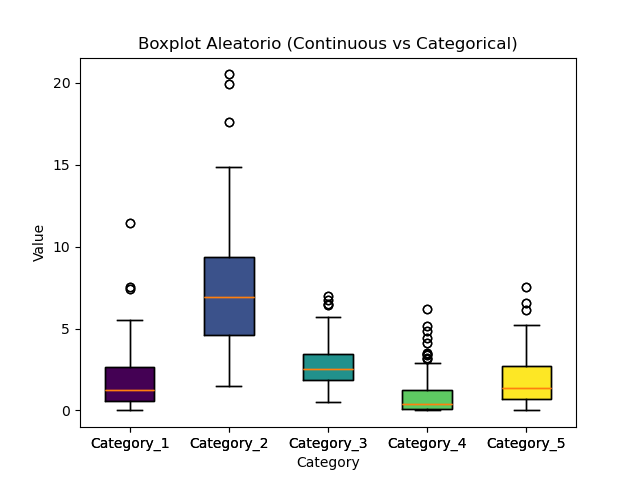 Boxplot Aleatorio (Continuous vs Categorical)
20
15
10
5
0
Value
Category_1 Category_2 Category_3 Category_4 Category_5
Category